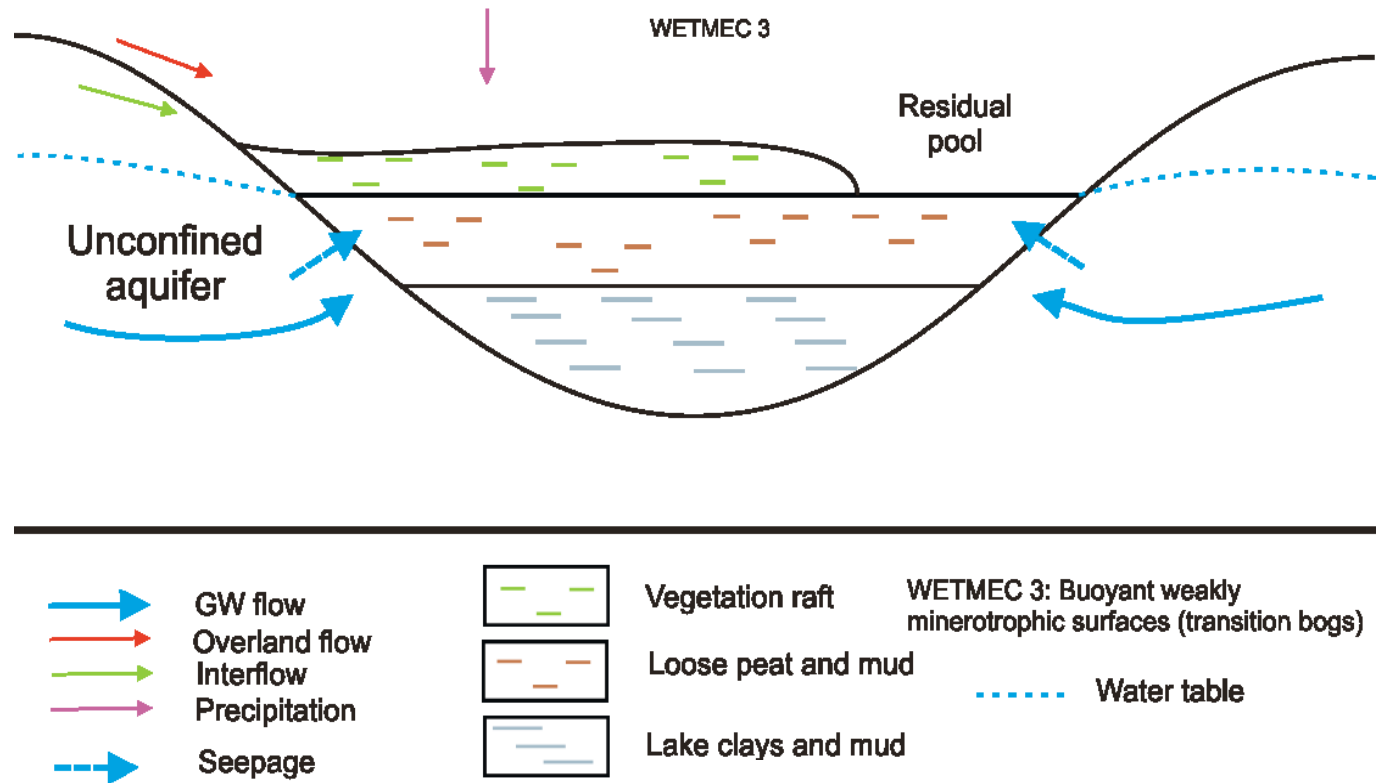 WETMEC 3
Residual
pool
Unconfined
aquifer
GW flow
Overland flow
Interflow
Precipitation
Seepage
Vegetation raft
Loose peat and mud
Lake clays and mud
WETMEC 3: Buoyant weakly
minerotrophic surfaces (transition bogs)
Water table